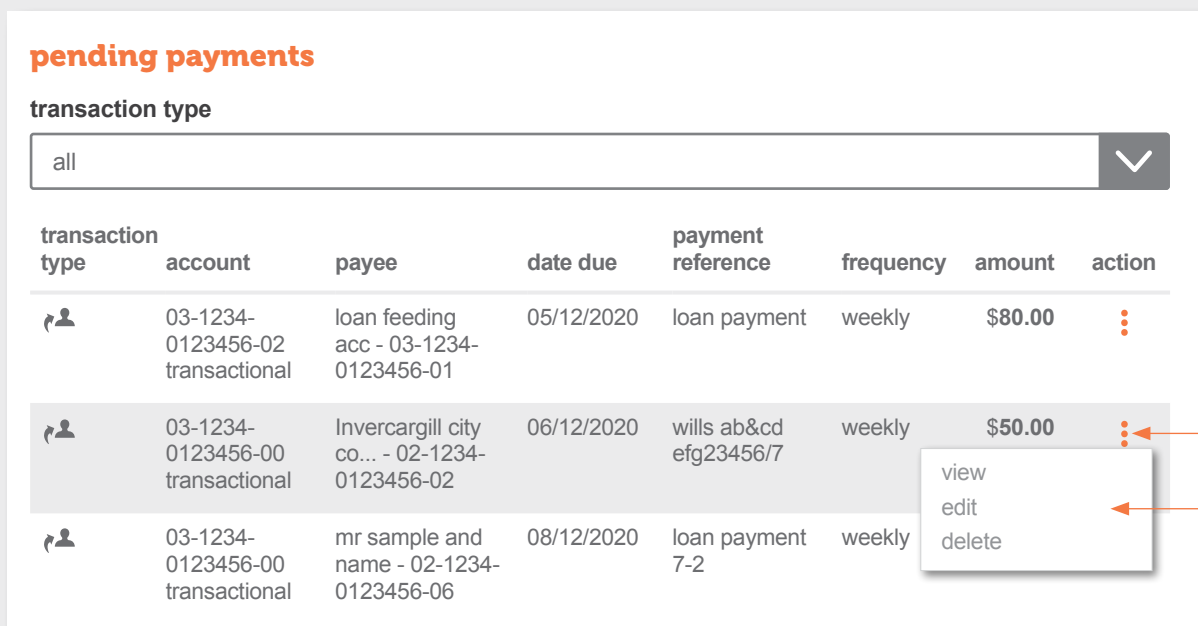 pending payments
transaction type
all
transaction
type account payee date due payment
reference frequency amount action
03-1234-
0123456-02
transactional
loan feeding
acc - 03-1234-
0123456-01
05/12/2020
loan payment
weekly
$80.00
03-1234-
0123456-00
transactional
Invercargill city
co... - 02-1234-
0123456-02
06/12/2020
wills ab&cd
efg23456/7
weekly
$50.00
view
edit
delete
03-1234-
0123456-00
transactional
mr sample and
name - 02-1234-
0123456-06
08/12/2020
loan payment
7-2
weekly